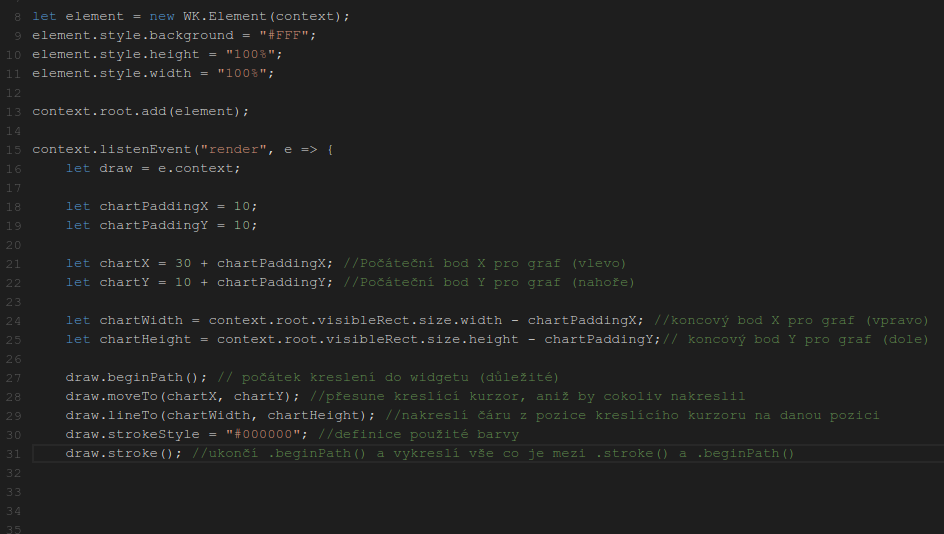 8 let element = new WK.Element(context);
9 element.style.background = "#FFF";
10 element.style.height = "100%";
11 element.style.width = "100%";
12
13 context.root.add(element);
14
15 context.listenEvent("render", e => {
16 let draw = e.context;
17
18 let chartPaddingX = 10;
19 let chartPaddingY = 10;
20
21 let chartX = 30 + chartPaddingX; //Počáteční bod X pro graf (vlevo)
22 let chartY = 10 + chartPaddingY; //Počáteční bod Y pro graf (nahoře)
23
24 let chartWidth = context.root.visibleRect.size.width - chartPaddingX; //koncový bod X pro graf (vpravo)
25 let chartHeight = context.root.visibleRect.size.height - chartPaddingY;// koncový bod Y pro graf (dole)
26
27 draw.beginPath(); // počátek kreslení do widgetu (důležité)
28 draw.moveTo(chartX, chartY); //přesune kreslící kurzor, aniž by cokoliv nakreslil
29 draw.lineTo(chartWidth, chartHeight); //nakreslí čáru z pozice kreslícího kurzoru na danou pozici
30 draw.strokeStyle = "#000000"; //definice použité barvy
31 draw.stroke(); //ukončí .beginPath() a vykreslí vše co je mezi .stroke() a .beginPath()
32
33
34
35